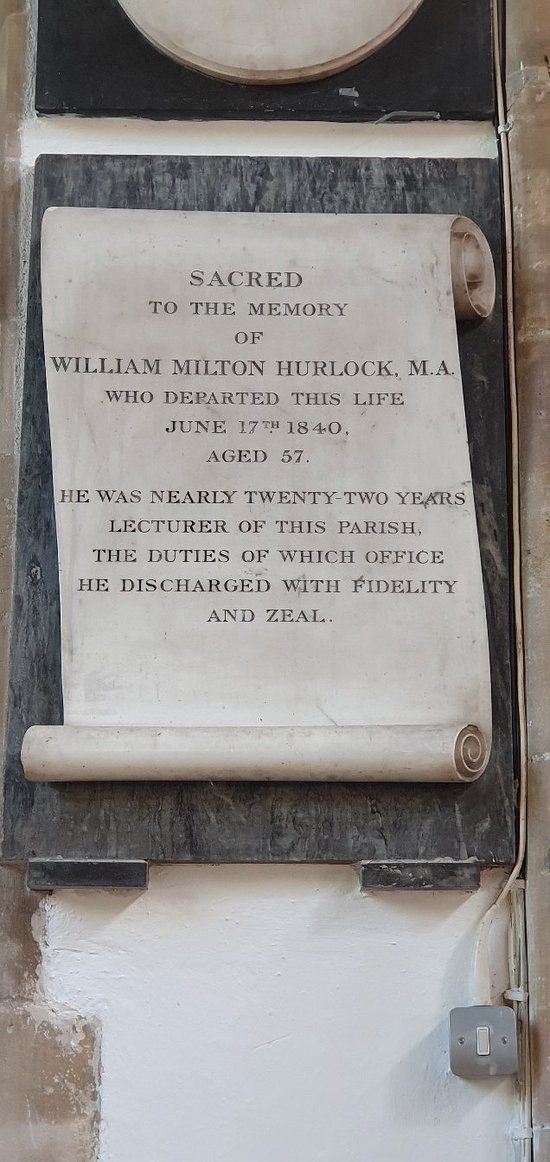 SACRED
TO THE MEMORY
OF
WILLIAM MILTON HURLOCK, M.A.
WHO DEPARTED THIS LIFE
JUNE 17TH 1840,
AGED 57.
HE WAS NEARLY TWENTY-TWO YEARS
LECTURER OF THIS PARISH,
THE DUTIES OF WHICH OFFICE
HE DISCHARGED WITH FIDELITY
AND ZEAL.